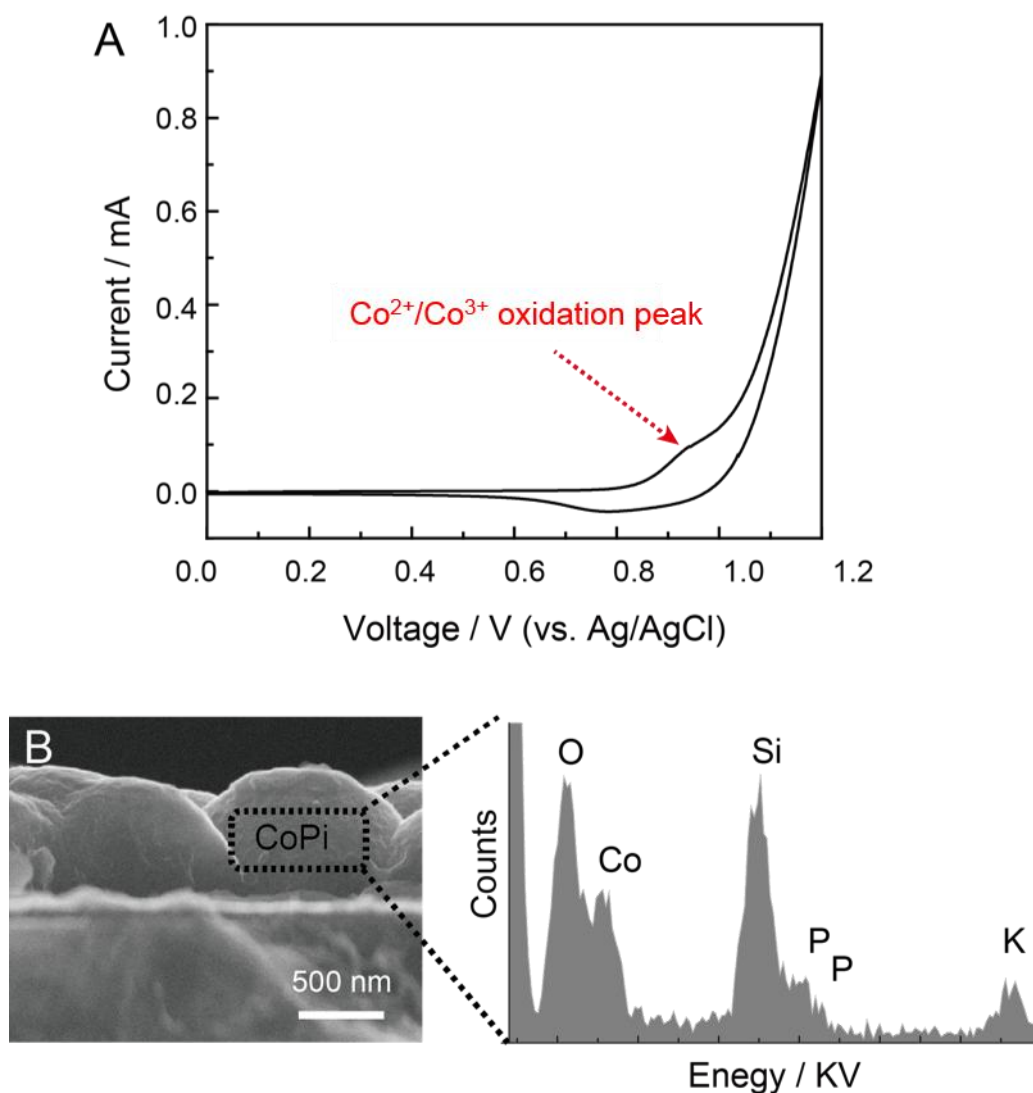 A
1.0
0.8
0.6
0.4
0.2
0.0
Current / mA
Co²⁺/Co³⁺ oxidation peak
0.0 0.2 0.4 0.6 0.8 1.0 1.2
Voltage / V (vs. Ag/AgCl)
B
CoPi
500 nm
O
Co
Si
P
P
K
Counts
Enegy / KV